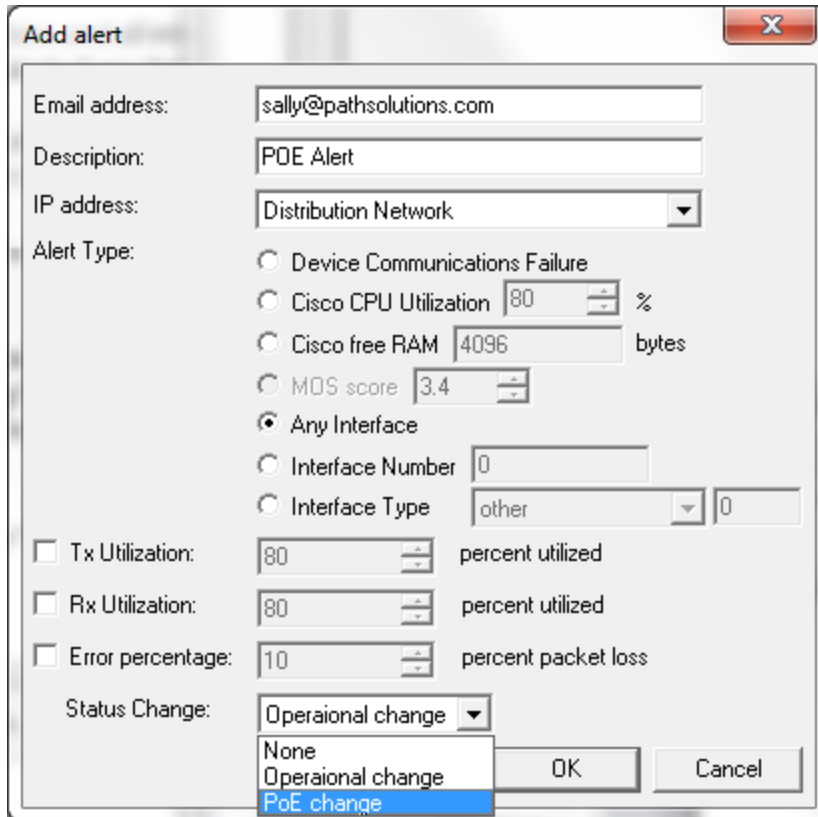 Add alert
Email address: sally@pathsolutions.com
Description: POE Alert
IP address: Distribution Network
Alert Type:
Device Communications Failure
Cisco CPU Utilization 80 %
Cisco free RAM 4096 bytes
MOS score 3.4
Any Interface
Interface Number 0
Interface Type other 0
Tx Utilization: 80 percent utilized
Rx Utilization: 80 percent utilized
Error percentage: 10 percent packet loss
Status Change: Operaional change
None
Operaional change
PoE change
OK Cancel